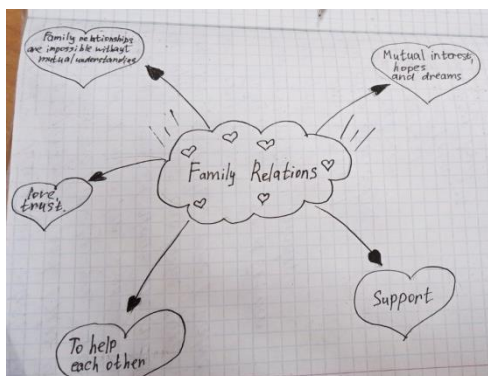 Family relationships
are impossible without
mutual understanding
Mutual interest,
hopes
and dreams
Family Relations
love,
trust.
Support
To help
each other